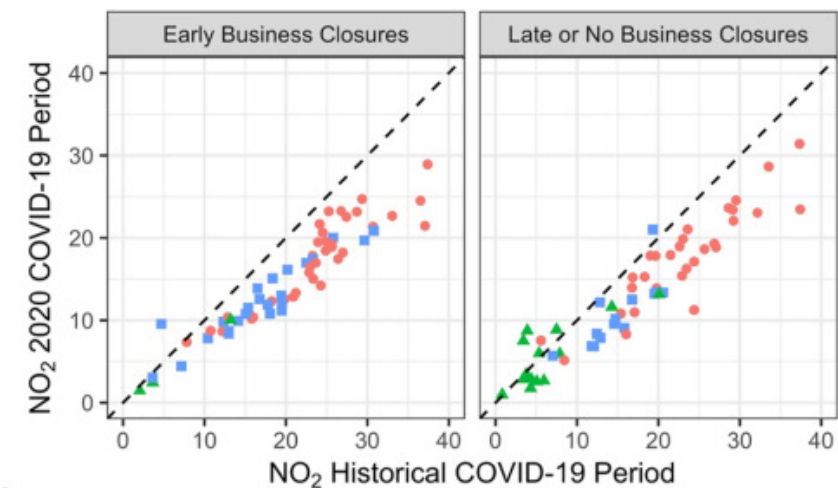 Early Business Closures
Late or No Business Closures
NO₂ 2020 COVID-19 Period
40
30
20
10
0
0 10 20 30 40
0 10 20 30 40
NO₂ Historical COVID-19 Period